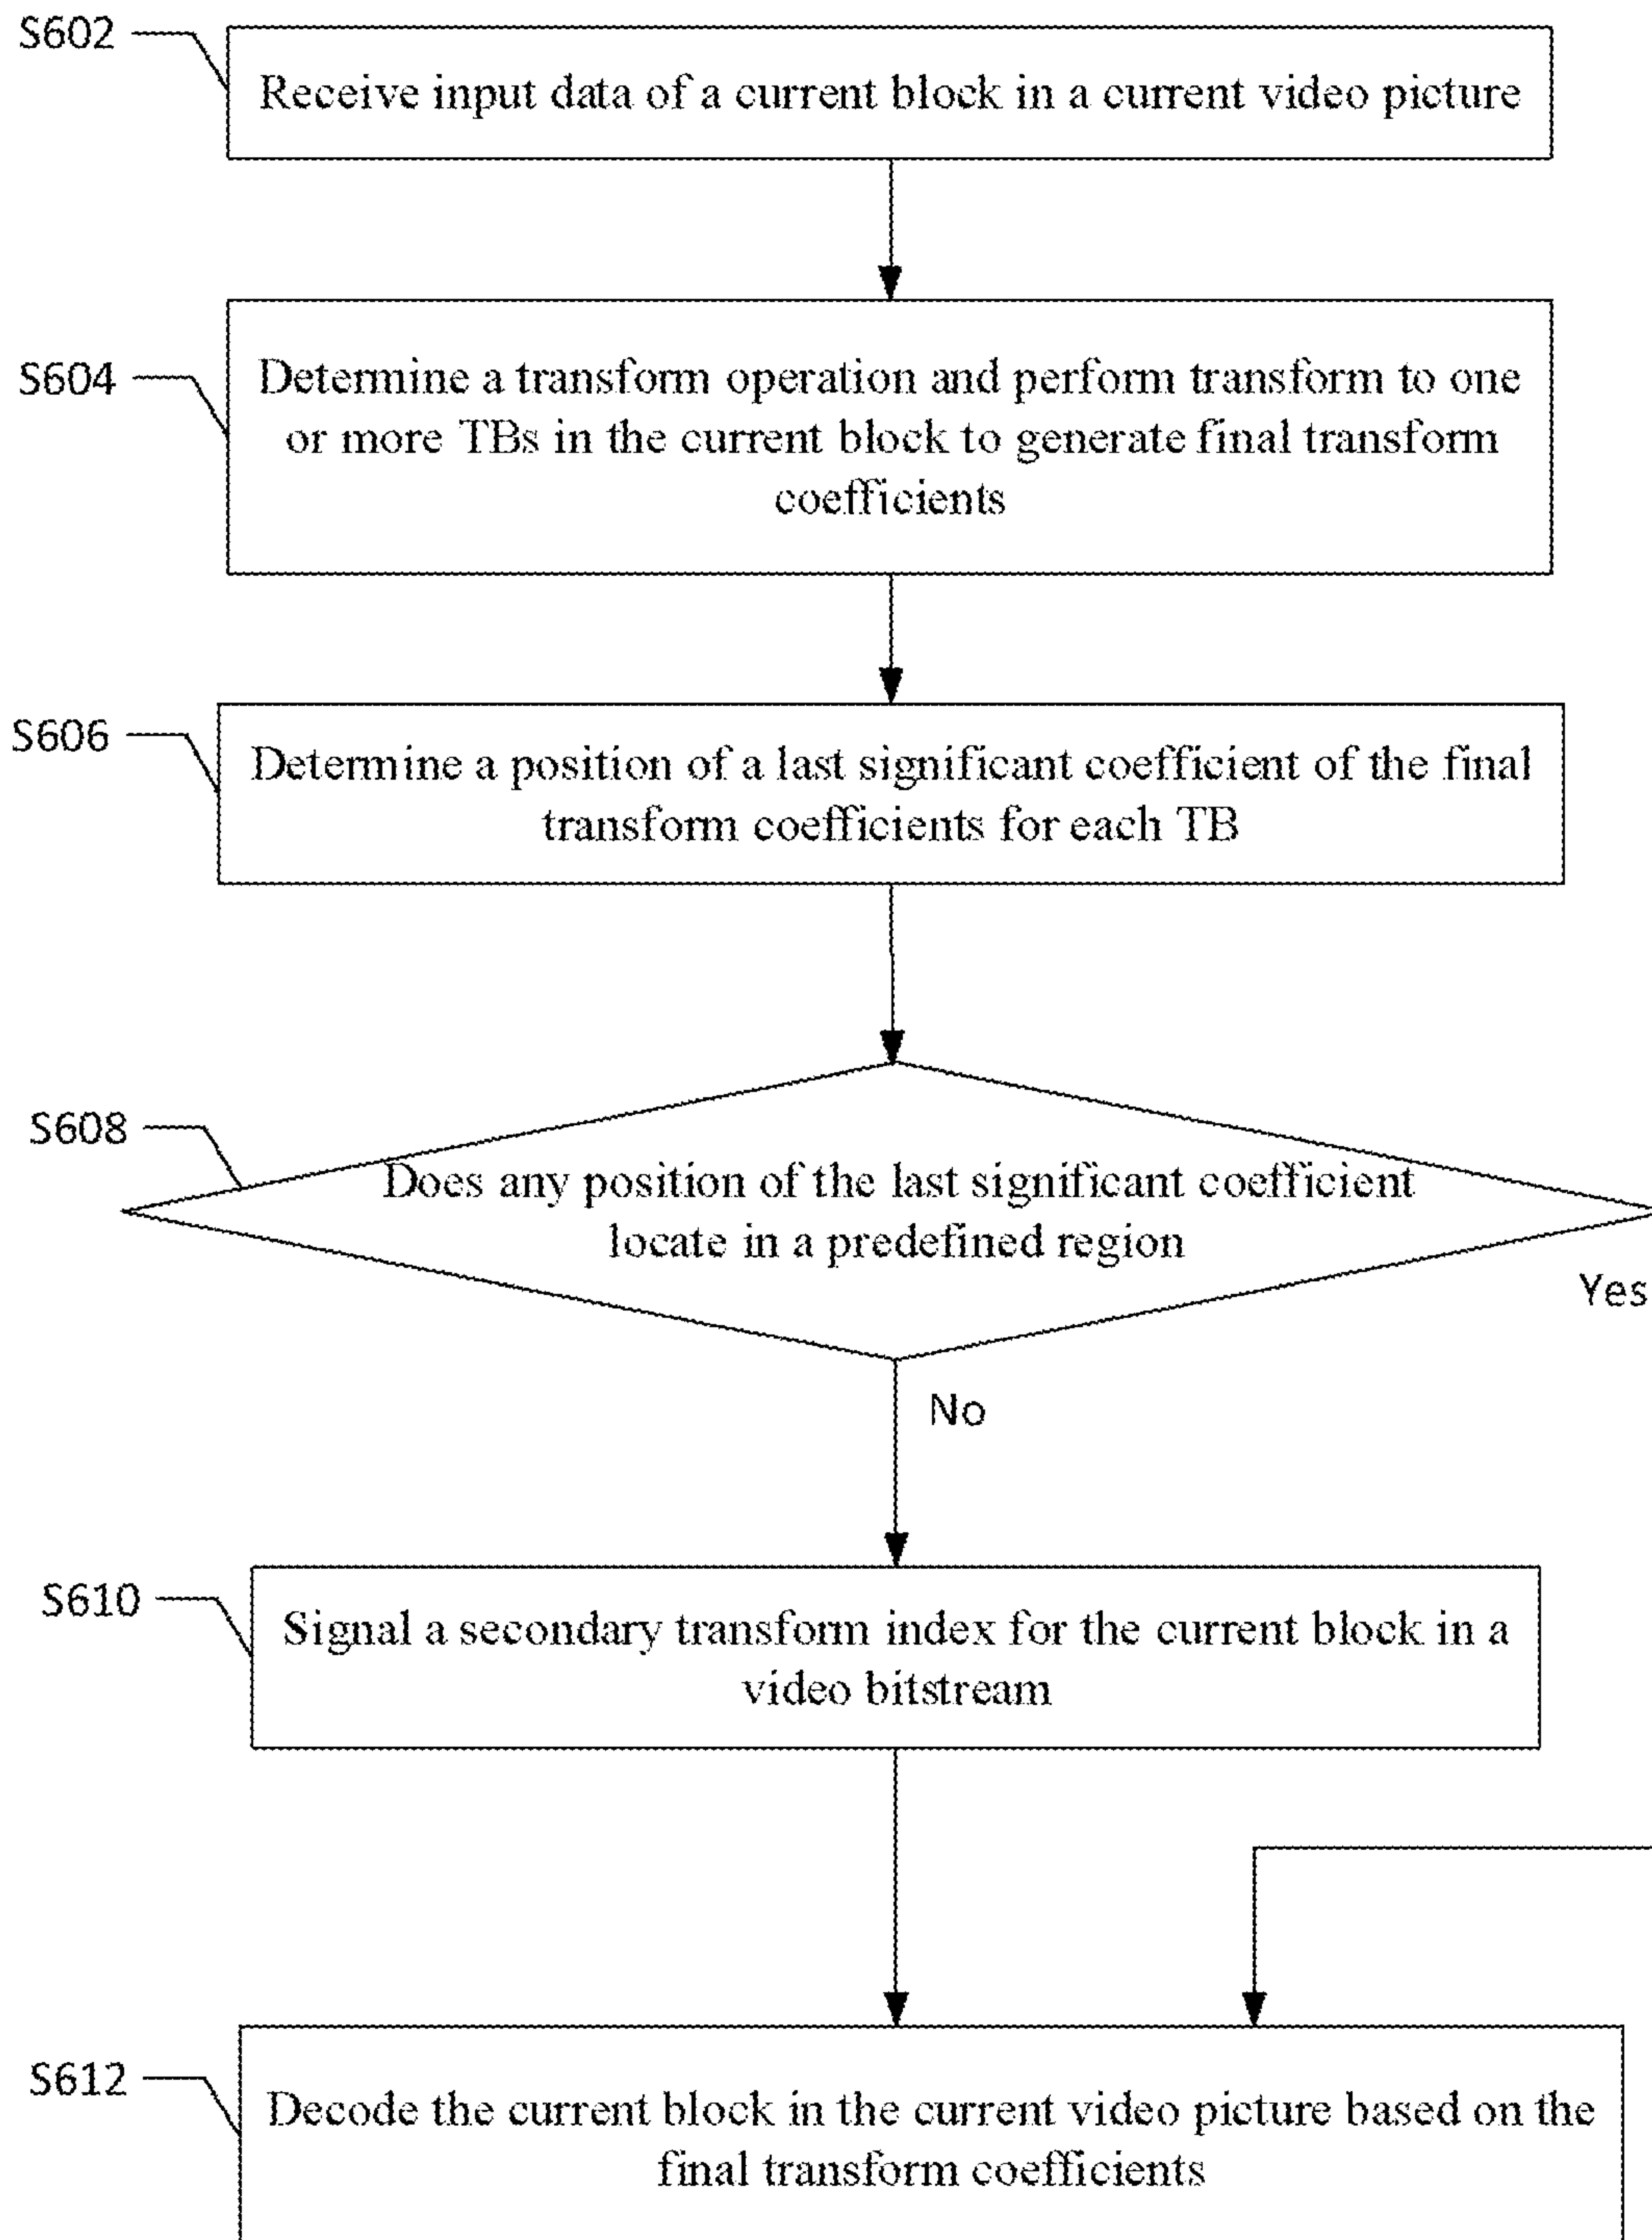 S602
Receive input data of a current block in a current video picture
S604
Determine a transform operation and perform transform to one
or more TBs in the current block to generate final transform
coefficients
S606
Determine a position of a last significant coefficient of the final
transform coefficients for each TB
S608
Does any position of the last significant coefficient
locate in a predefined region
Yes
No
S610
Signal a secondary transform index for the current block in a
video bitstream
S612
Decode the current block in the current video picture based on the
final transform coefficients